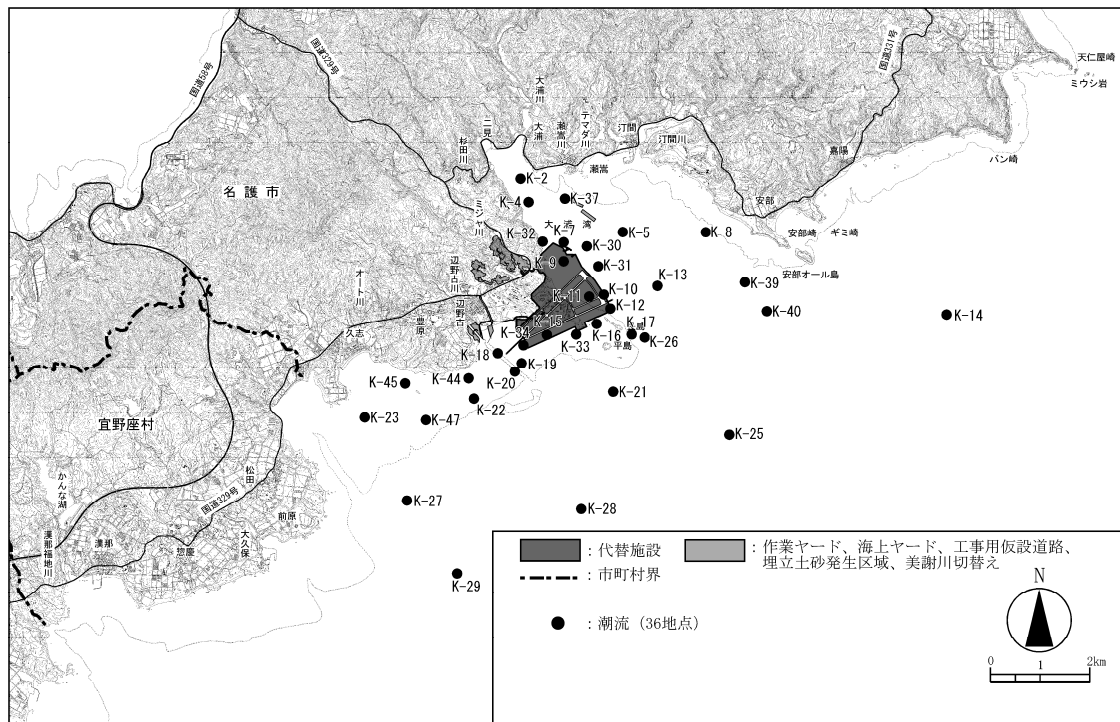 天仁屋崎
ミウシ岩
国道58号
国道329号
国道331号
バン崎
嘉陽
大浦川
大浦
瀬嵩川
テマダ川
汀間
汀間川
二見
杉田川
瀬嵩
安部
安部崎
ギミ崎
安部オール島
名護市
K-2
K-4
K-37
ミジャ川
大浦湾
K-32
K-7
K-30
K-5
K-8
K-9
K-31
K-13
K-39
K-10
K-11
K-12
K-40
K-14
辺野古川
辺野古
オート川
豊原
久志
K-15
K-34
K-33
K-16
K-17
長島
平島
K-26
K-18
K-19
K-20
K-44
K-45
K-22
K-21
K-23
K-47
K-25
宜野座村
かんな湖
松田
国道329号
前原
K-27
K-28
漢那福地川
漢那
惣慶
大久保
K-29
:代替施設
:作業ヤード、海上ヤード、工事用仮設道路、
埋立土砂発生区域、美謝川切替え
:市町村界
:潮流(36地点)
N
0 1 2km